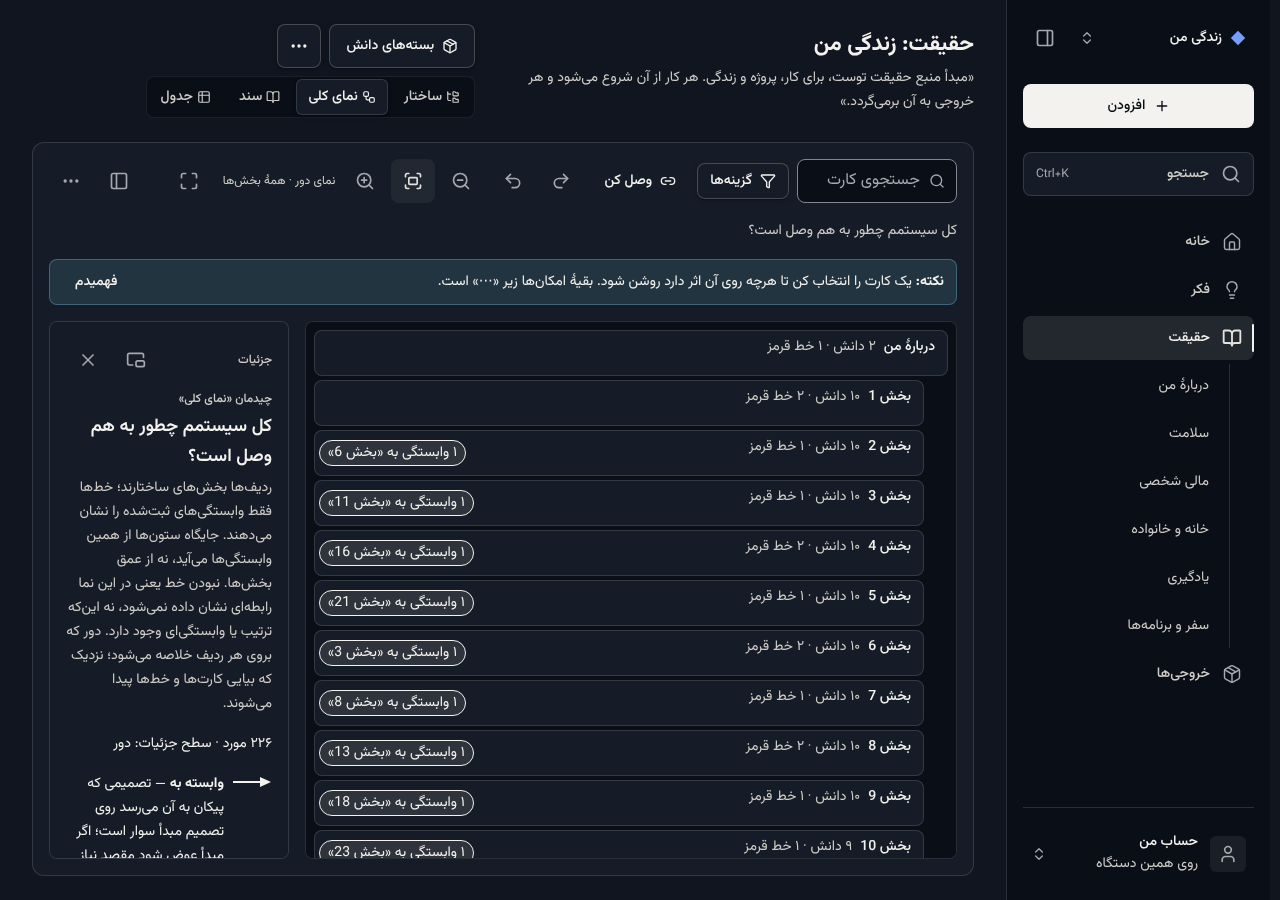 زندگی من
افزودن
جستجو
Ctrl+K
خانه
فکر
حقیقت
دربارهٔ من
سلامت
مالی شخصی
خانه و خانواده
یادگیری
سفر و برنامه‌ها
خروجی‌ها
حساب من
روی همین دستگاه
حقیقت: زندگی من
«مبدأ منبع حقیقت توست، برای کار، پروژه و زندگی. هر کار از آن شروع می‌شود و هر
خروجی به آن برمی‌گردد.»
بسته‌های دانش
ساختار
نمای کلی
سند
جدول
جستجوی کارت
گزینه‌ها
وصل کن
نمای دور · همهٔ بخش‌ها
کل سیستمم چطور به هم وصل است؟
نکته: یک کارت را انتخاب کن تا هرچه روی آن اثر دارد روشن شود. بقیهٔ امکان‌ها زیر «⋯» است.
فهمیدم
دربارهٔ من ۲ دانش · ۱ خط قرمز
بخش 1 ۱۰ دانش · ۲ خط قرمز
بخش 2 ۱۰ دانش · ۱ خط قرمز
۱ وابستگی به «بخش 6»
بخش 3 ۱۰ دانش · ۱ خط قرمز
۱ وابستگی به «بخش 11»
بخش 4 ۱۰ دانش · ۲ خط قرمز
۱ وابستگی به «بخش 16»
بخش 5 ۱۰ دانش · ۱ خط قرمز
۱ وابستگی به «بخش 21»
بخش 6 ۱۰ دانش · ۲ خط قرمز
۱ وابستگی به «بخش 3»
بخش 7 ۱۰ دانش · ۱ خط قرمز
۱ وابستگی به «بخش 8»
بخش 8 ۱۰ دانش · ۲ خط قرمز
۱ وابستگی به «بخش 13»
بخش 9 ۱۰ دانش · ۱ خط قرمز
۱ وابستگی به «بخش 18»
بخش 10 ۹ دانش · ۱ خط قرمز
۱ وابستگی به «بخش 23»
جزئیات
چیدمان «نمای کلی»
کل سیستمم چطور به هم
وصل است؟
ردیف‌ها بخش‌های ساختارند؛ خط‌ها
فقط وابستگی‌های ثبت‌شده را نشان
می‌دهند. جایگاه ستون‌ها از همین
وابستگی‌ها می‌آید، نه از عمق
بخش‌ها. نبودن خط یعنی در این نما
رابطه‌ای نشان داده نمی‌شود، نه این‌که
ترتیب یا وابستگی‌ای وجود دارد. دور که
بروی هر ردیف خلاصه می‌شود؛ نزدیک
که بیایی کارت‌ها و خط‌ها پیدا
می‌شوند.
۲۲۶ مورد · سطح جزئیات: دور
وابسته به — تصمیمی که
پیکان به آن می‌رسد روی
تصمیم مبدأ سوار است؛ اگر
مبدأ عوض شود مقصد نیاز